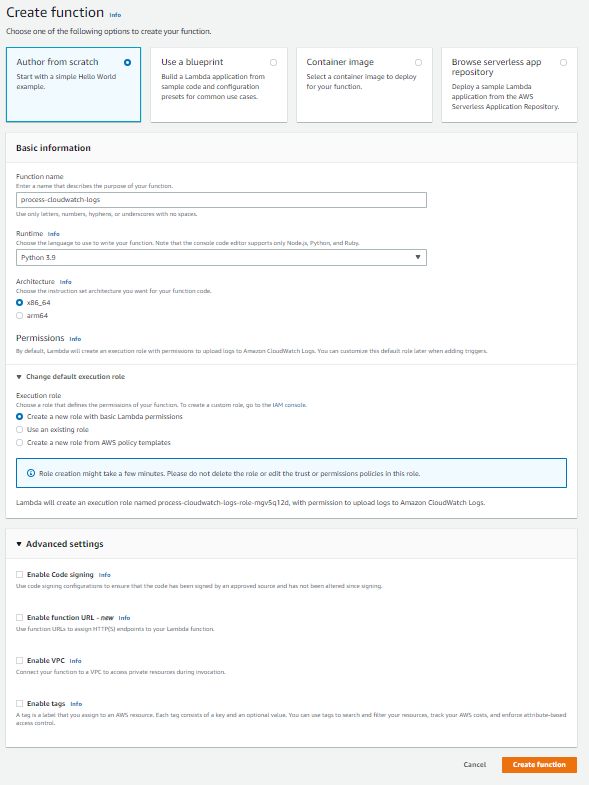 Create function Info
Choose one of the following options to create your function.
Author from scratch
Start with a simple Hello World
example.
Use a blueprint
Build a Lambda application from
sample code and configuration
presets for common use cases.
Container image
Select a container image to deploy
for your function.
Browse serverless app
repository
Deploy a sample Lambda
application from the AWS
Serverless Application Repository.
Basic information
Function name
Enter a name that describes the purpose of your function.
process-cloudwatch-logs
Use only letters, numbers, hyphens, or underscores with no spaces.
Runtime Info
Choose the language to use to write your function. Note that the console code editor supports only Node.js, Python, and Ruby.
Python 3.9
Architecture Info
Choose the instruction set architecture you want for your function code.
x86_64
arm64
Permissions Info
By default, Lambda will create an execution role with permissions to upload logs to Amazon CloudWatch Logs. You can customize this default role later when adding triggers.
Change default execution role
Execution role
Choose a role that defines the permissions of your function. To create a custom role, go to the IAM console.
Create a new role with basic Lambda permissions
Use an existing role
Create a new role from AWS policy templates
Role creation might take a few minutes. Please do not delete the role or edit the trust or permissions policies in this role.
Lambda will create an execution role named process-cloudwatch-logs-role-mgv5q12d, with permission to upload logs to Amazon CloudWatch Logs.
Advanced settings
Enable Code signing Info
Use code signing configurations to ensure that the code has been signed by an approved source and has not been altered since signing.
Enable function URL - new Info
Use function URLs to assign HTTP(S) endpoints to your Lambda function.
Enable VPC Info
Connect your function to a VPC to access private resources during invocation.
Enable tags Info
A tag is a label that you assign to an AWS resource. Each tag consists of a key and an optional value. You can use tags to search and filter your resources, track your AWS costs, and enforce attribute-based
access control.
Cancel Create function